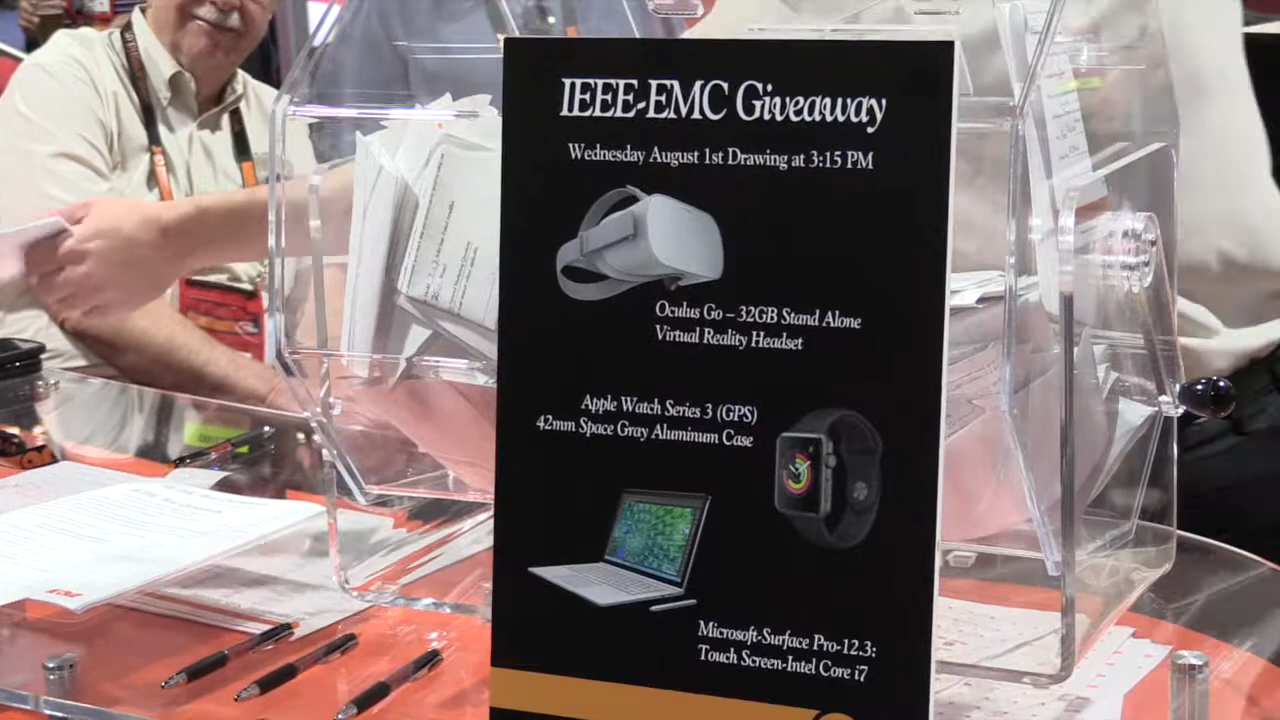 IEEE-EMC Giveaway
Wednesday August 1st Drawing at 3:15 PM
Oculus Go – 32GB Stand Alone
Virtual Reality Headset
Apple Watch Series 3 (GPS)
42mm Space Gray Aluminum Case
Microsoft-Surface Pro-12.3:
Touch Screen-Intel Core i7